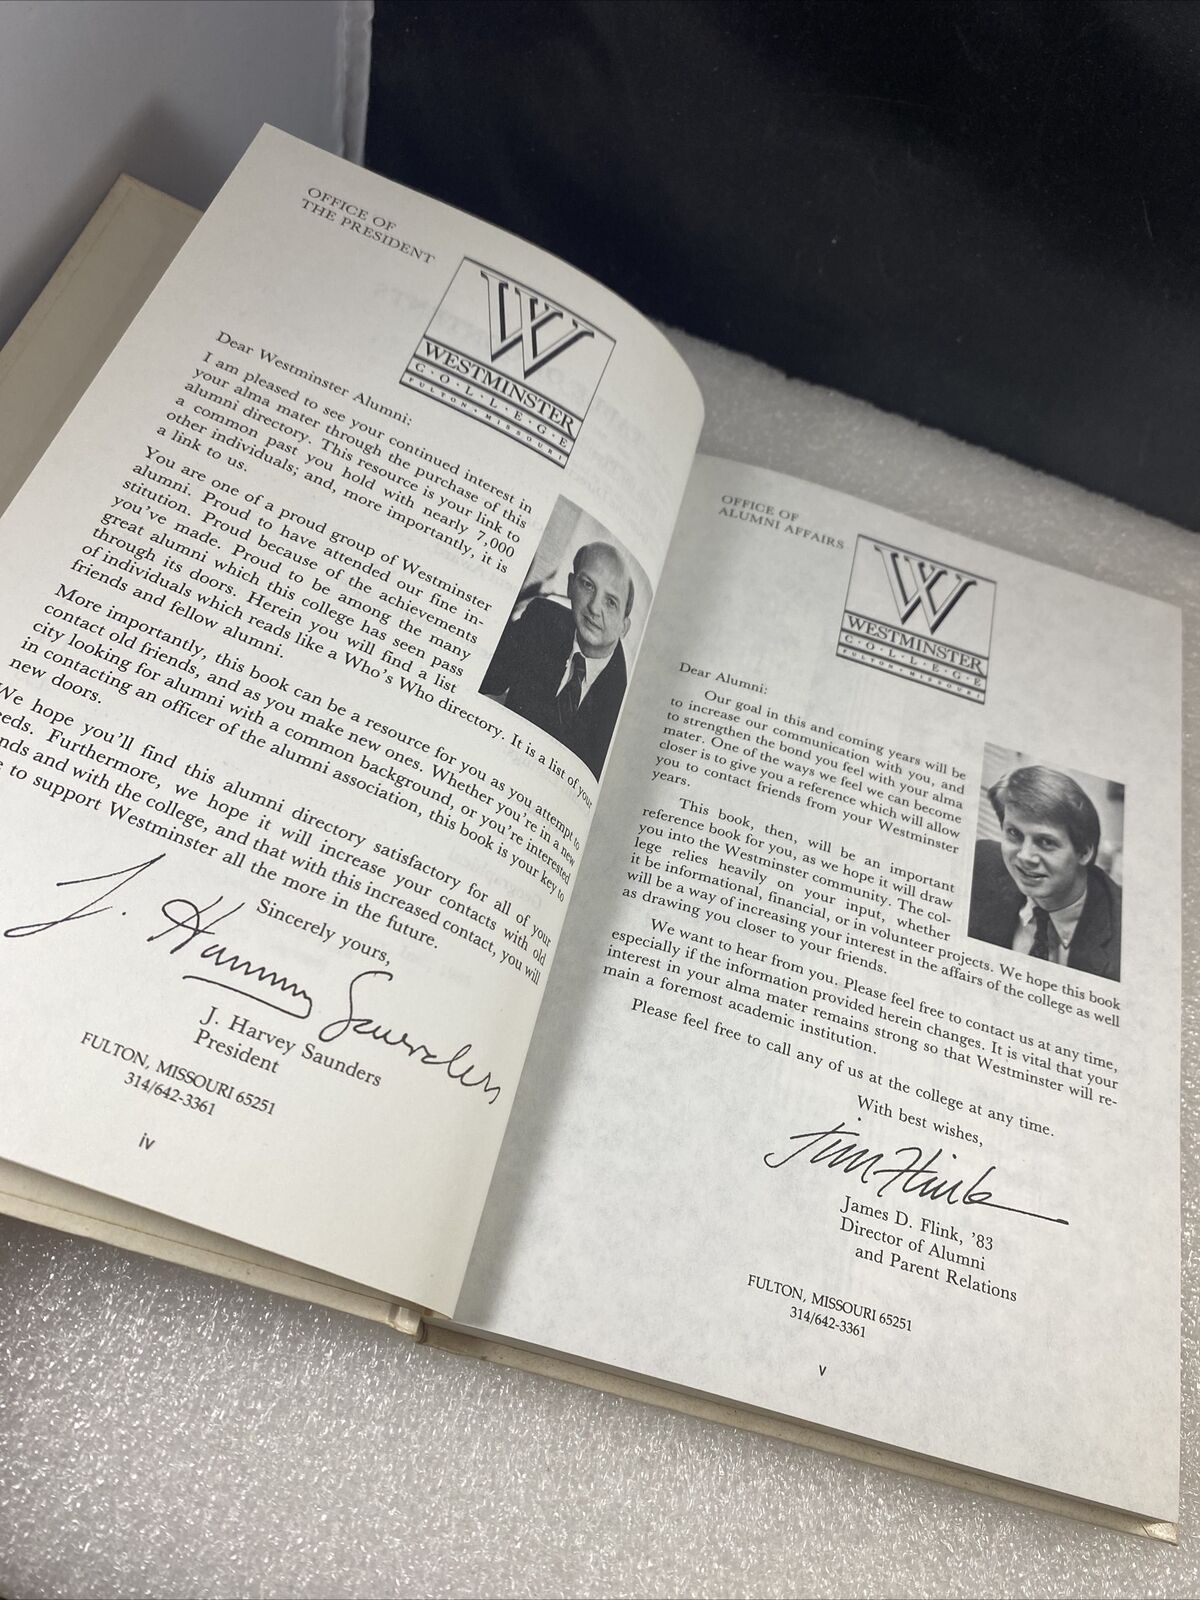 OFFICE OF
THE PRESIDENT
W
WESTMINSTER
C·O·L·L·E·G·E
FULTON·MISSOURI
Dear Westminster Alumni:
I am pleased to see your continued interest in
your alma mater through the purchase of this
alumni directory. This resource is your link to
a common past you hold with nearly 7,000
other individuals; and, more importantly, it is
a link to us.
You are one of a proud group of Westminster
alumni. Proud to have attended our fine in-
stitution. Proud because of the achievements
you've made. Proud to be among the many
great alumni which this college has seen pass
through its doors. Herein you will find a list
of individuals which reads like a Who's Who directory. It is a list of your
friends and fellow alumni.
More importantly, this book can be a resource for you as you attempt to
contact old friends, and as you make new ones. Whether you're in a new
city looking for alumni with a common background, or you're interested
in contacting an officer of the alumni association, this book is your key to
new doors.
We hope you'll find this alumni directory satisfactory for all of your
eeds. Furthermore, we hope it will increase your contacts with old
nds and with the college, and that with this increased contact, you will
e to support Westminster all the more in the future.
Sincerely yours,
J. Harvey Saunders
J. Harvey Saunders
President
FULTON, MISSOURI 65251
314/642-3361
iv
OFFICE OF
ALUMNI AFFAIRS
W
WESTMINSTER
C·O·L·L·E·G·E
FULTON·MISSOURI
Dear Alumni:
Our goal in this and coming years will be
to increase our communication with you, and
to strengthen the bond you feel with your alma
mater. One of the ways we feel we can become
closer is to give you a reference which will allow
you to contact friends from your Westminster
years.
This book, then, will be an important
reference book for you, as we hope it will draw
you into the Westminster community. The col-
lege relies heavily on your input, whether
it be informational, financial, or in volunteer projects. We hope this book
will be a way of increasing your interest in the affairs of the college as well
as drawing you closer to your friends.
We want to hear from you. Please feel free to contact us at any time,
especially if the information provided herein changes. It is vital that your
interest in your alma mater remains strong so that Westminster will re-
main a foremost academic institution.
Please feel free to call any of us at the college at any time.
With best wishes,
Jim Flink
James D. Flink, '83
Director of Alumni
and Parent Relations
FULTON, MISSOURI 65251
314/642-3361
v